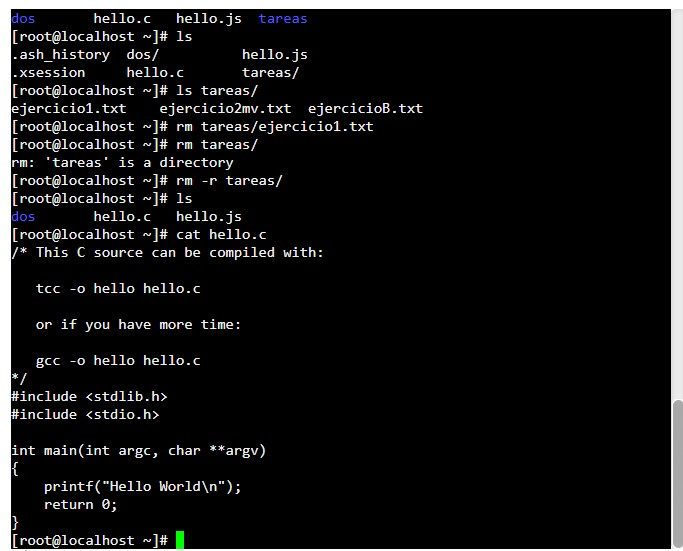 dos       hello.c   hello.js  tareas
[root@localhost ~]# ls
.ash_history  dos/          hello.js
.xsession     hello.c       tareas/
[root@localhost ~]# ls tareas/
ejercicio1.txt    ejercicio2mv.txt  ejercicioB.txt
[root@localhost ~]# rm tareas/ejercicio1.txt
[root@localhost ~]# rm tareas/
rm: 'tareas' is a directory
[root@localhost ~]# rm -r tareas/
[root@localhost ~]# ls
dos       hello.c   hello.js
[root@localhost ~]# cat hello.c
/* This C source can be compiled with:
   tcc -o hello hello.c
   or if you have more time:
   gcc -o hello hello.c
*/
#include <stdlib.h>
#include <stdio.h>
int main(int argc, char **argv)
{
    printf("Hello World\n");
    return 0;
}
[root@localhost ~]#